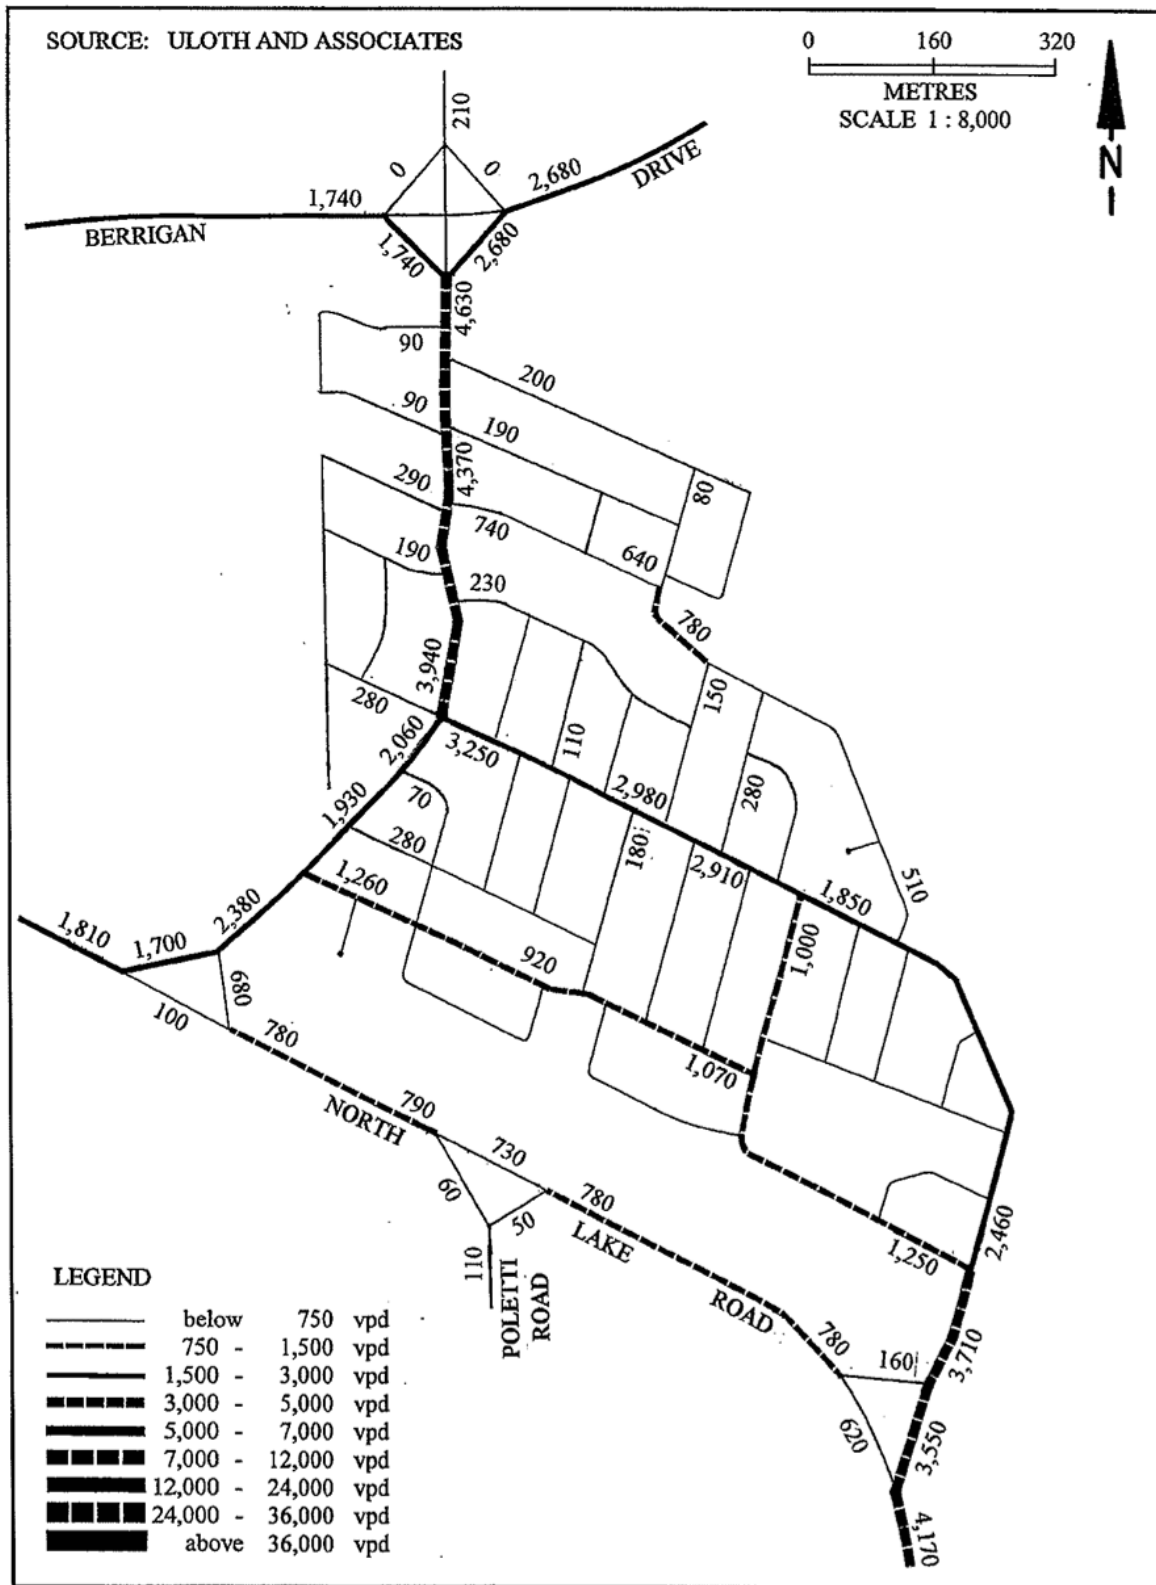 SOURCE: ULOTH AND ASSOCIATES
0 160 320
METRES
SCALE 1 : 8,000
N
210
0 0
2,680
DRIVE
1,740
BERRIGAN
1,740
2,680
4,630
90
200
90
190
4,370
290
740
80
190
640
230
780
3,940
150
280
2,060
3,250
110
2,980
280
1,930
70
280
180
2,910
1,850
510
1,260
2,380
920
1,000
1,810
1,700
680
100
780
1,070
790
NORTH
730
60
780
50
LAKE
110
POLETTI
ROAD
2,460
1,250
ROAD
780
160
3,710
620
3,550
4,170
LEGEND
below 750 vpd
750 - 1,500 vpd
1,500 - 3,000 vpd
3,000 - 5,000 vpd
5,000 - 7,000 vpd
7,000 - 12,000 vpd
12,000 - 24,000 vpd
24,000 - 36,000 vpd
above 36,000 vpd